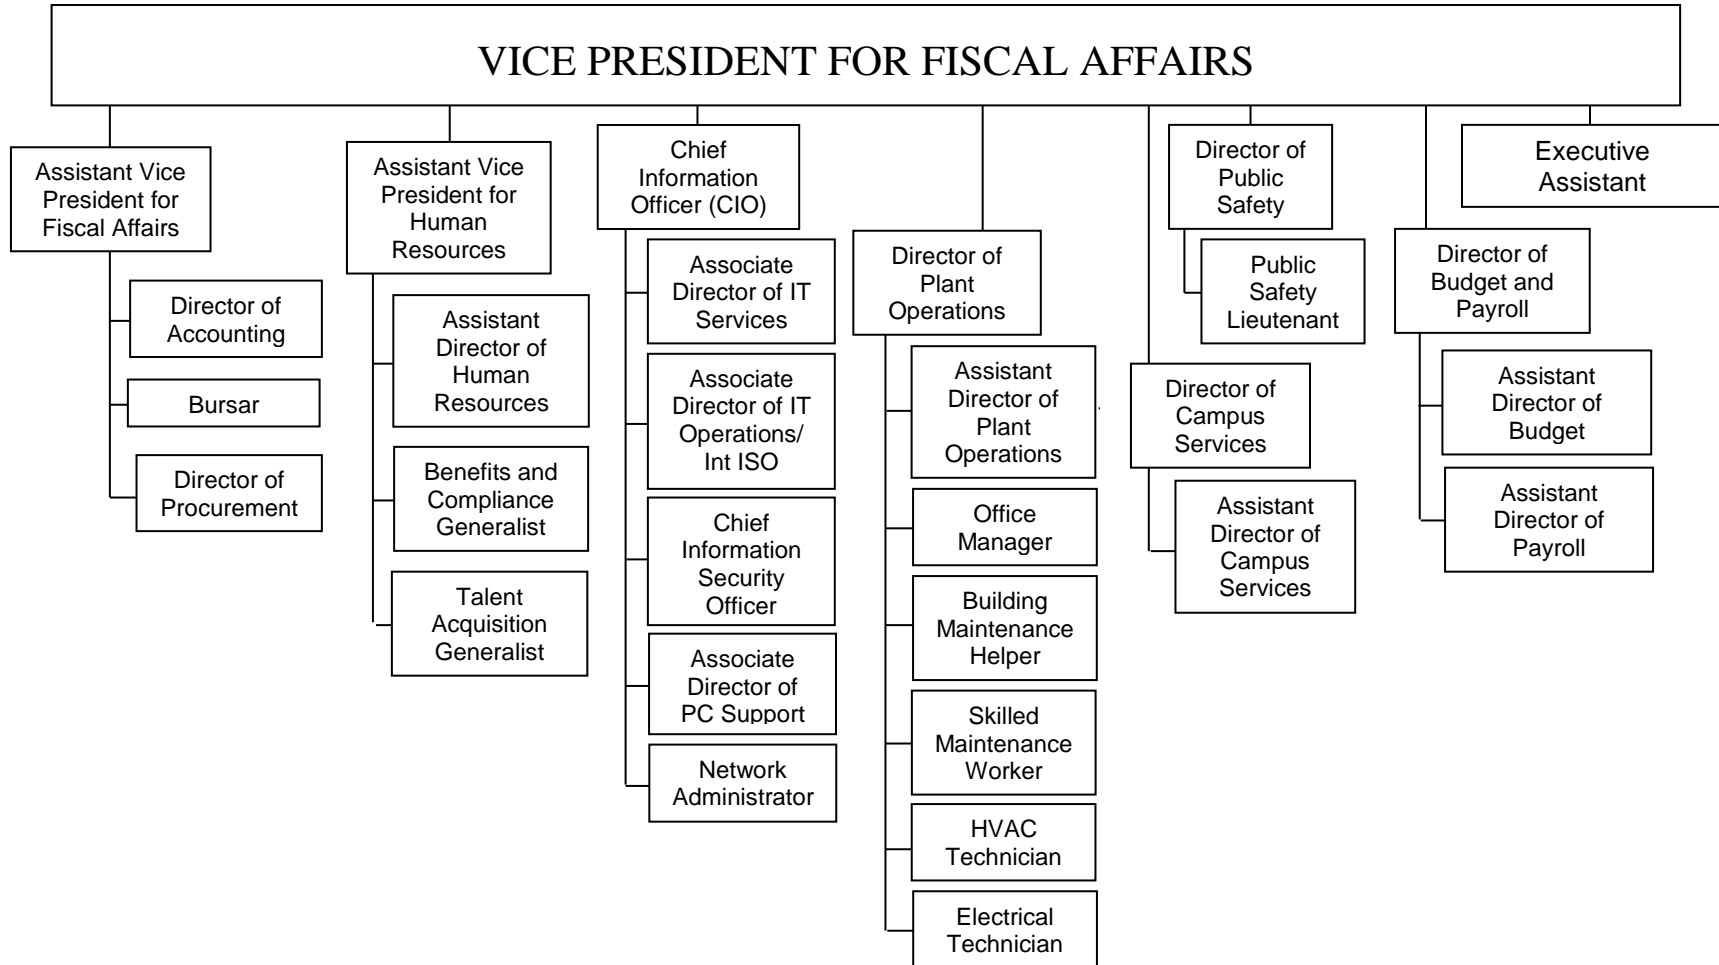 VICE PRESIDENT FOR FISCAL AFFAIRS
Assistant Vice
President for
Fiscal Affairs
Director of
Accounting
Bursar
Director of
Procurement
Assistant Vice
President for
Human
Resources
Assistant
Director of
Human
Resources
Benefits and
Compliance
Generalist
Talent
Acquisition
Generalist
Chief
Information
Officer (CIO)
Associate
Director of IT
Services
Associate
Director of IT
Operations/
Int ISO
Chief
Information
Security
Officer
Associate
Director of
PC Support
Network
Administrator
Director of
Plant
Operations
Assistant
Director of
Plant
Operations
Office
Manager
Building
Maintenance
Helper
Skilled
Maintenance
Worker
HVAC
Technician
Electrical
Technician
Director of
Public
Safety
Public
Safety
Lieutenant
Director of
Campus
Services
Assistant
Director of
Campus
Services
Executive
Assistant
Director of
Budget and
Payroll
Assistant
Director of
Budget
Assistant
Director of
Payroll